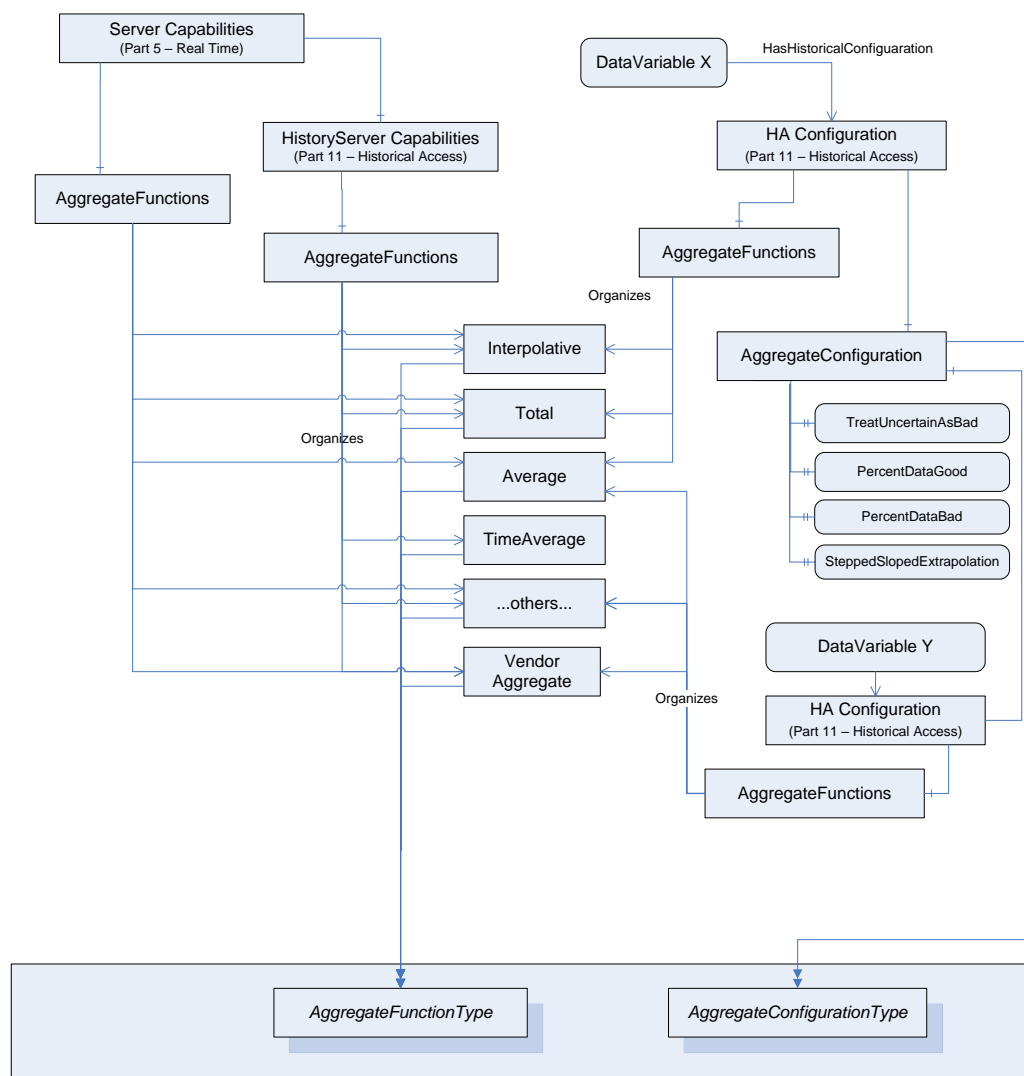 Server Capabilities
(Part 5 – Real Time)
DataVariable X
HasHistoricalConfiguaration
HistoryServer Capabilities
(Part 11 – Historical Access)
HA Configuration
(Part 11 – Historical Access)
AggregateFunctions
AggregateFunctions
AggregateFunctions
Organizes
Interpolative
AggregateConfiguration
Total
TreatUncertainAsBad
Organizes
Average
PercentDataGood
PercentDataBad
TimeAverage
SteppedSlopedExtrapolation
...others...
DataVariable Y
Vendor
Aggregate
Organizes
HA Configuration
(Part 11 – Historical Access)
AggregateFunctions
AggregateFunctionType
AggregateConfigurationType